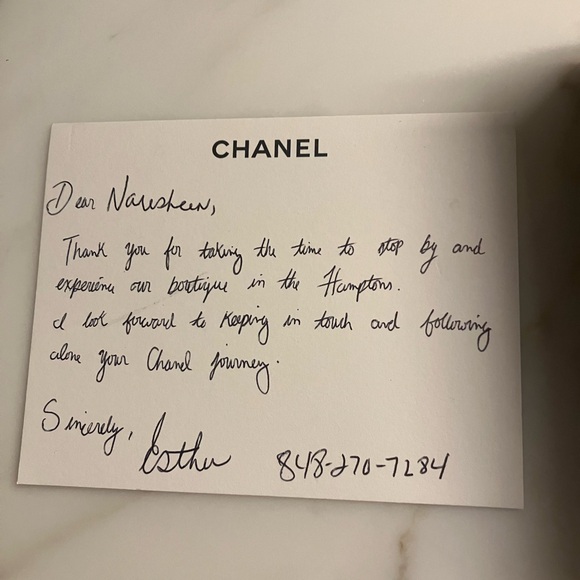 CHANEL
Dear Nausheen,
Thank you for taking the time to stop by and
experience our boutique in the Hamptons.
I look forward to keeping in touch and following
alone your Chanel journey.
Sincerely, Esther 848-270-7284